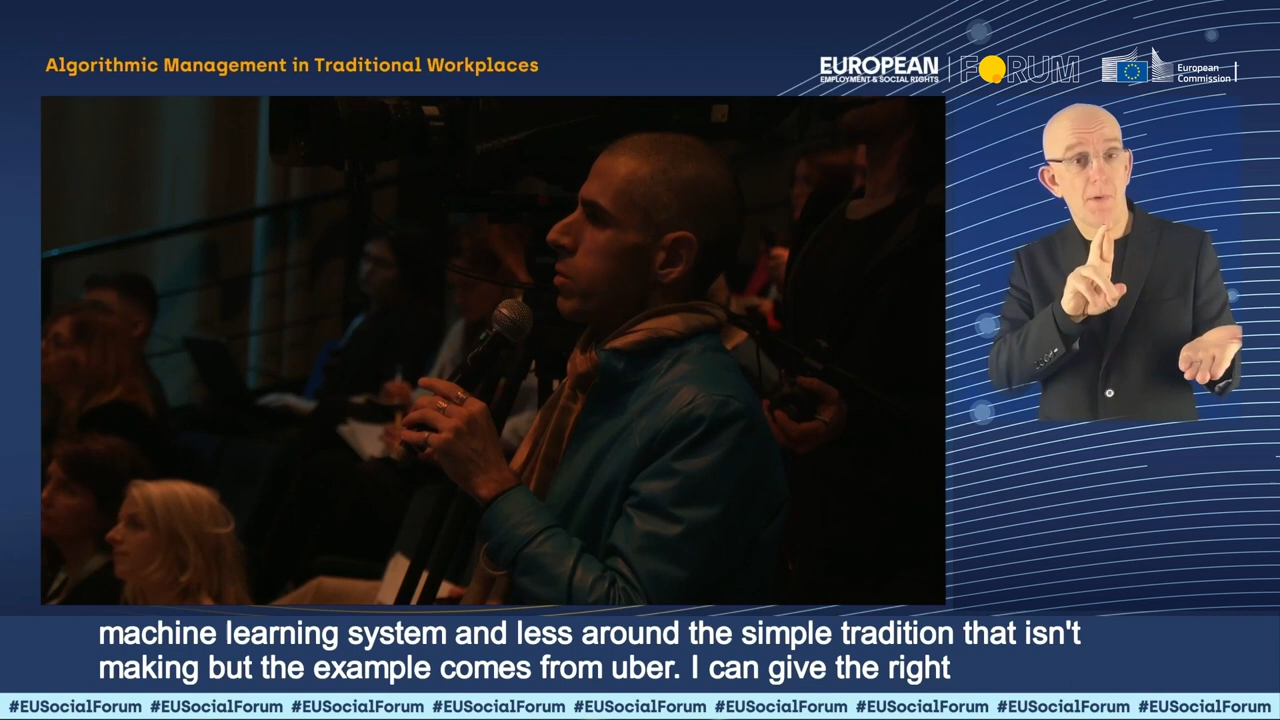 Algorithmic Management in Traditional Workplaces
EUROPEAN
EMPLOYMENT & SOCIAL RIGHTS
FORUM
European
Commission
machine learning system and less around the simple tradition that isn't
making but the example comes from uber. I can give the right
#EUSocialForum #EUSocialForum #EUSocialForum #EUSocialForum #EUSocialForum #EUSocialForum #EUSocialForum #EUSocialForum #EUSocialForum